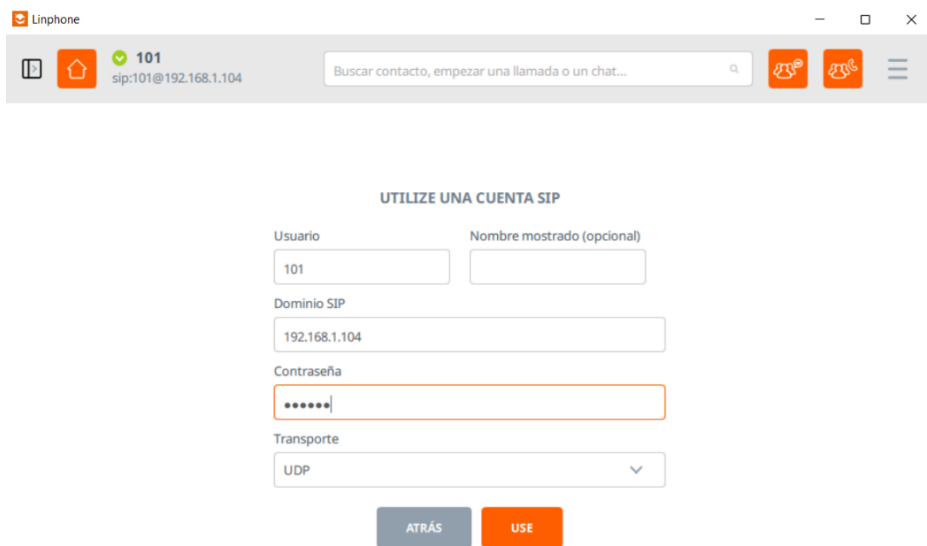 Linphone
101
sip:101@192.168.1.104
Buscar contacto, empezar una llamada o un chat...
UTILIZE UNA CUENTA SIP
Usuario
Nombre mostrado (opcional)
101
Dominio SIP
192.168.1.104
Contraseña
••••••
Transporte
UDP
ATRÁS
USE